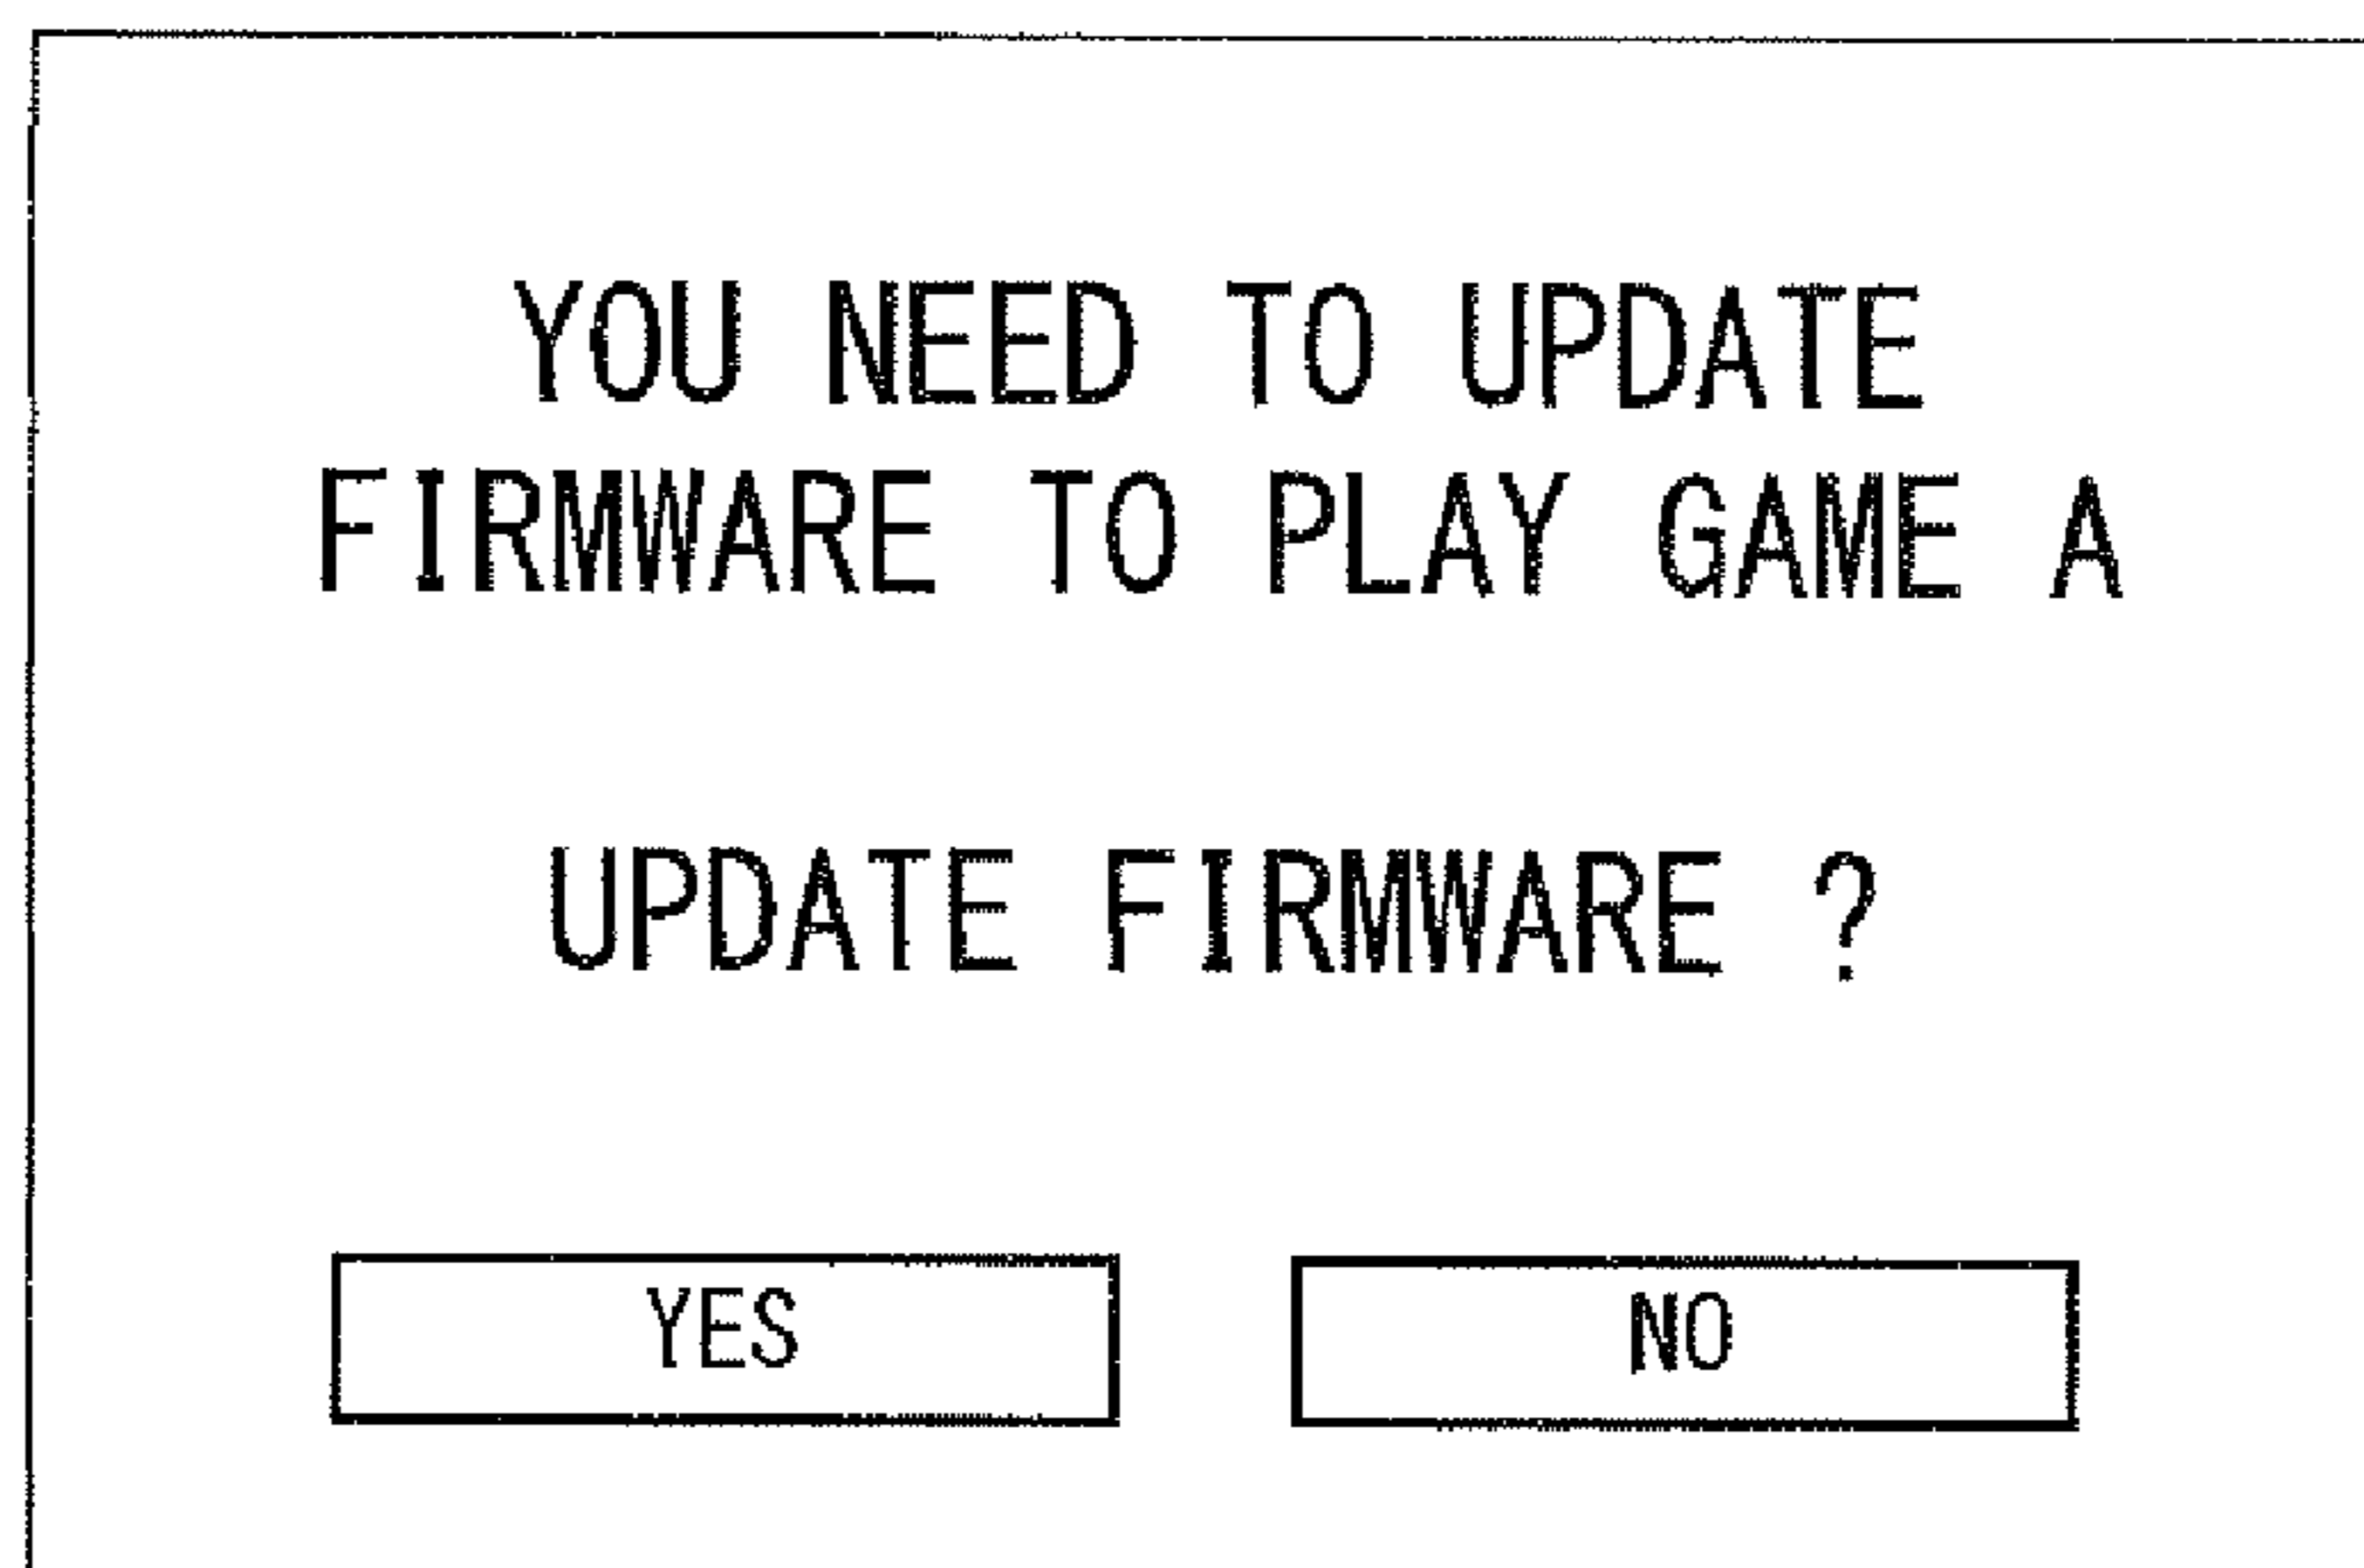 YOU NEED TO UPDATE
FIRMWARE TO PLAY GAME A
UPDATE FIRMWARE ?
YES
NO